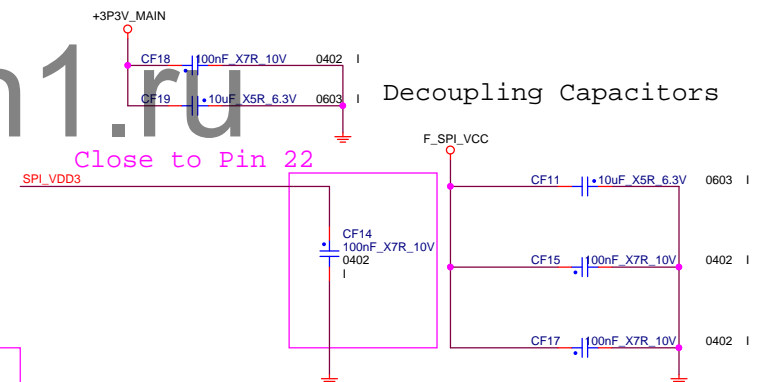 +3P3V_MAIN
CF18 100nF_X7R_10V 0402 I
CF19 10uF_X5R_6.3V 0603 I
n1.ru
Decoupling Capacitors
F_SPI_VCC
Close to Pin 22
SPI_VDD3
CF11 10uF_X5R_6.3V 0603 I
CF14
100nF_X7R_10V
0402
I
CF15 100nF_X7R_10V 0402 I
CF17 100nF_X7R_10V 0402 I